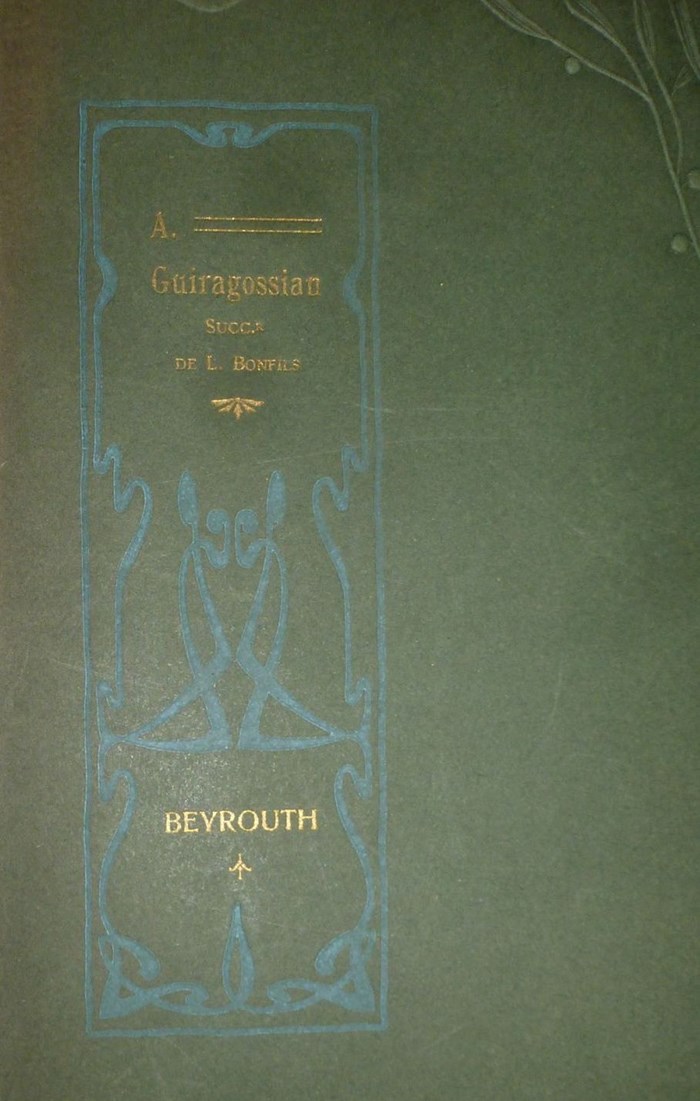 A.
Guiragossian
SUCC.R
DE L. BONFILS
BEYROUTH